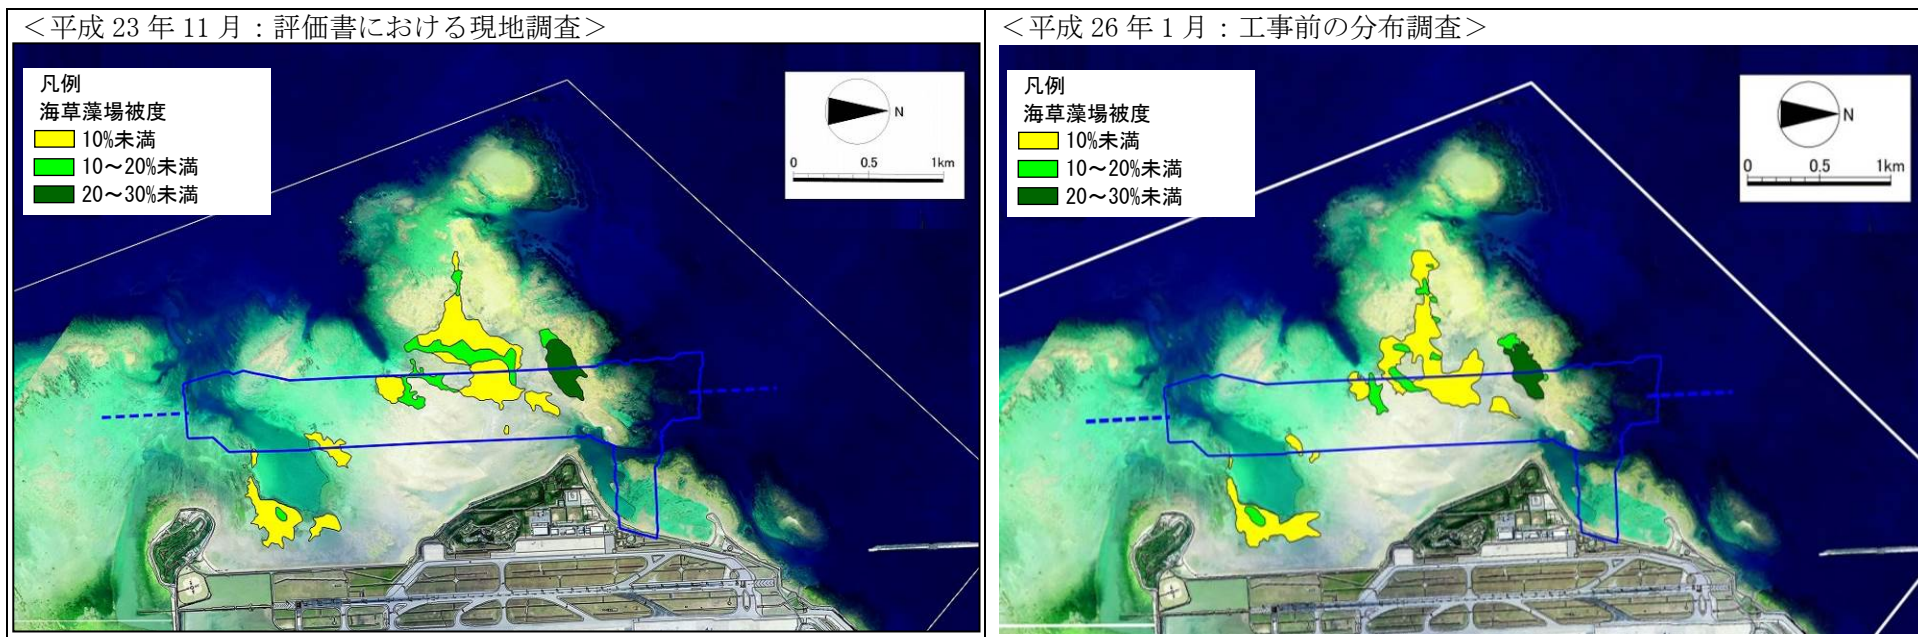 ＜平成 23 年 11 月：評価書における現地調査＞
凡例
海草藻場被度
10%未満
10～20%未満
20～30%未満
N
0 0.5 1km
＜平成 26 年 1 月：工事前の分布調査＞
凡例
海草藻場被度
10%未満
10～20%未満
20～30%未満
N
0 0.5 1km